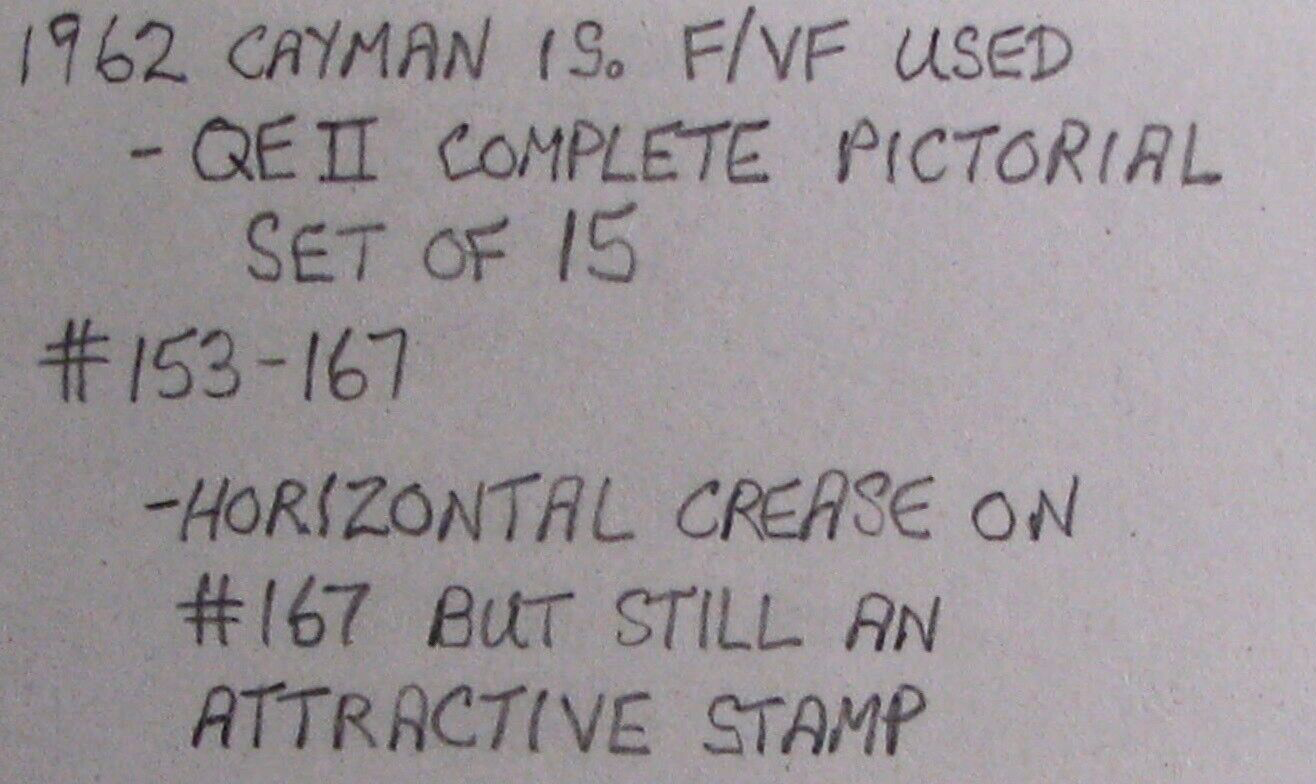 1962 CAYMAN IS. F/VF USED
- QE II COMPLETE PICTORIAL
SET OF 15
#153-167
-HORIZONTAL CREASE ON
#167 BUT STILL AN
ATTRACTIVE STAMP